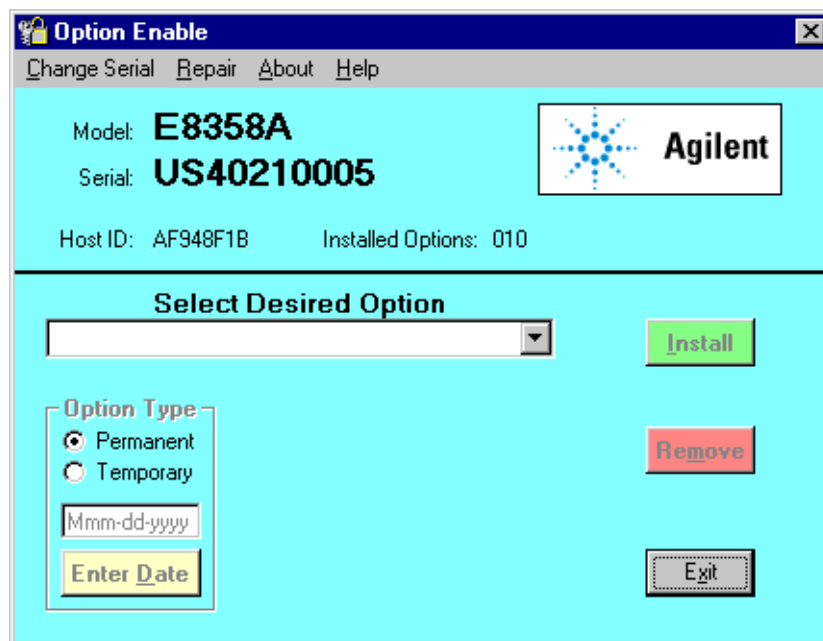 Option Enable
Change Serial Repair About Help
Model: E8358A
Serial: US40210005
Agilent
Host ID: AF948F1B Installed Options: 010
Select Desired Option
Install
Option Type
Permanent
Temporary
Remove
Mmm-dd-yyyy
Enter Date
Exit